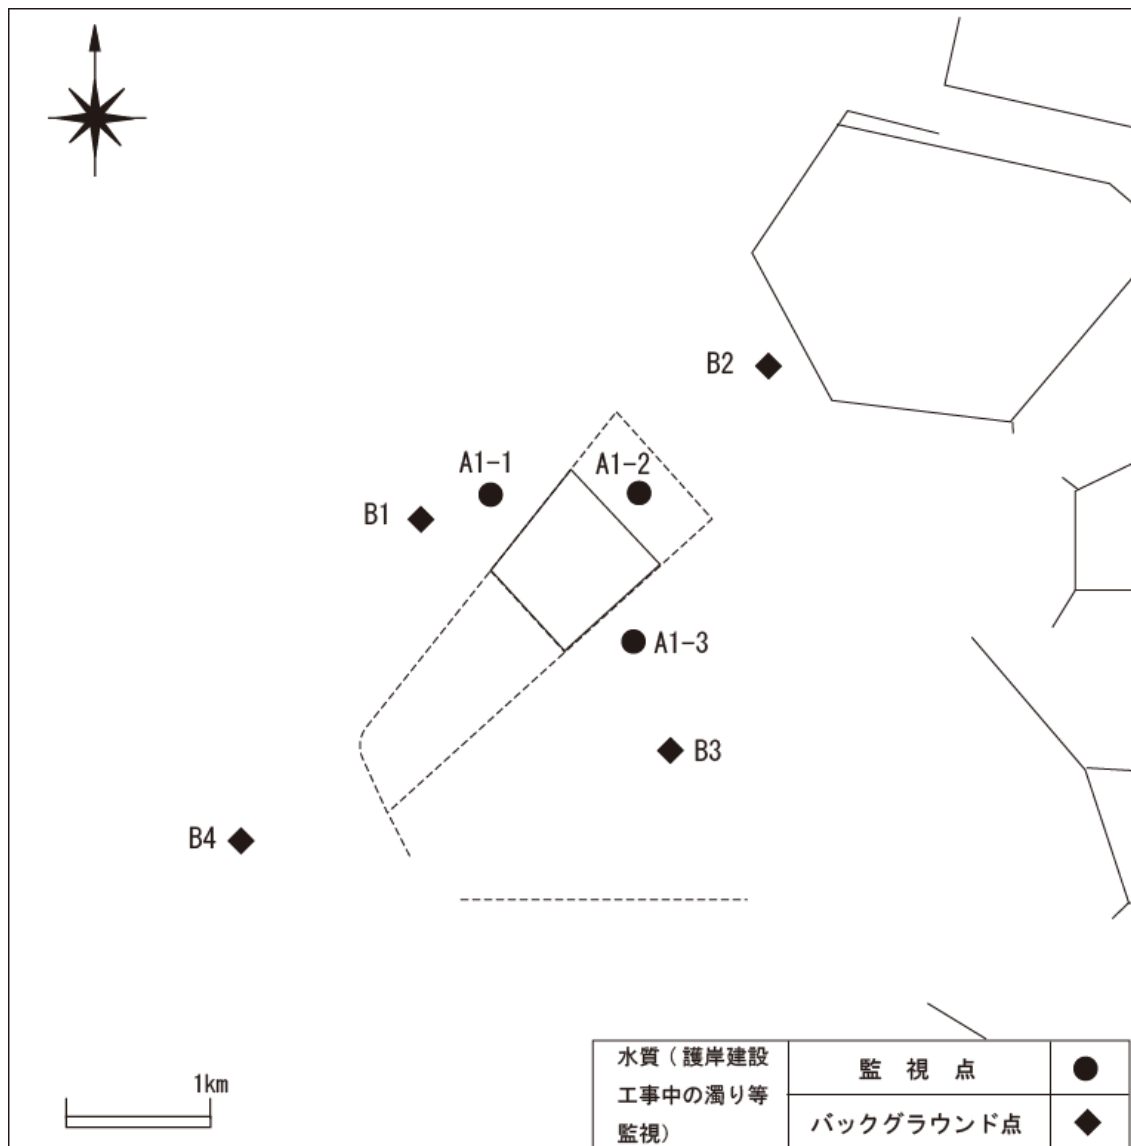 B2
A1-1
A1-2
B1
A1-3
B3
B4
1km
水質（護岸建設
工事中の濁り等
監視）
監 視 点
バックグラウンド点